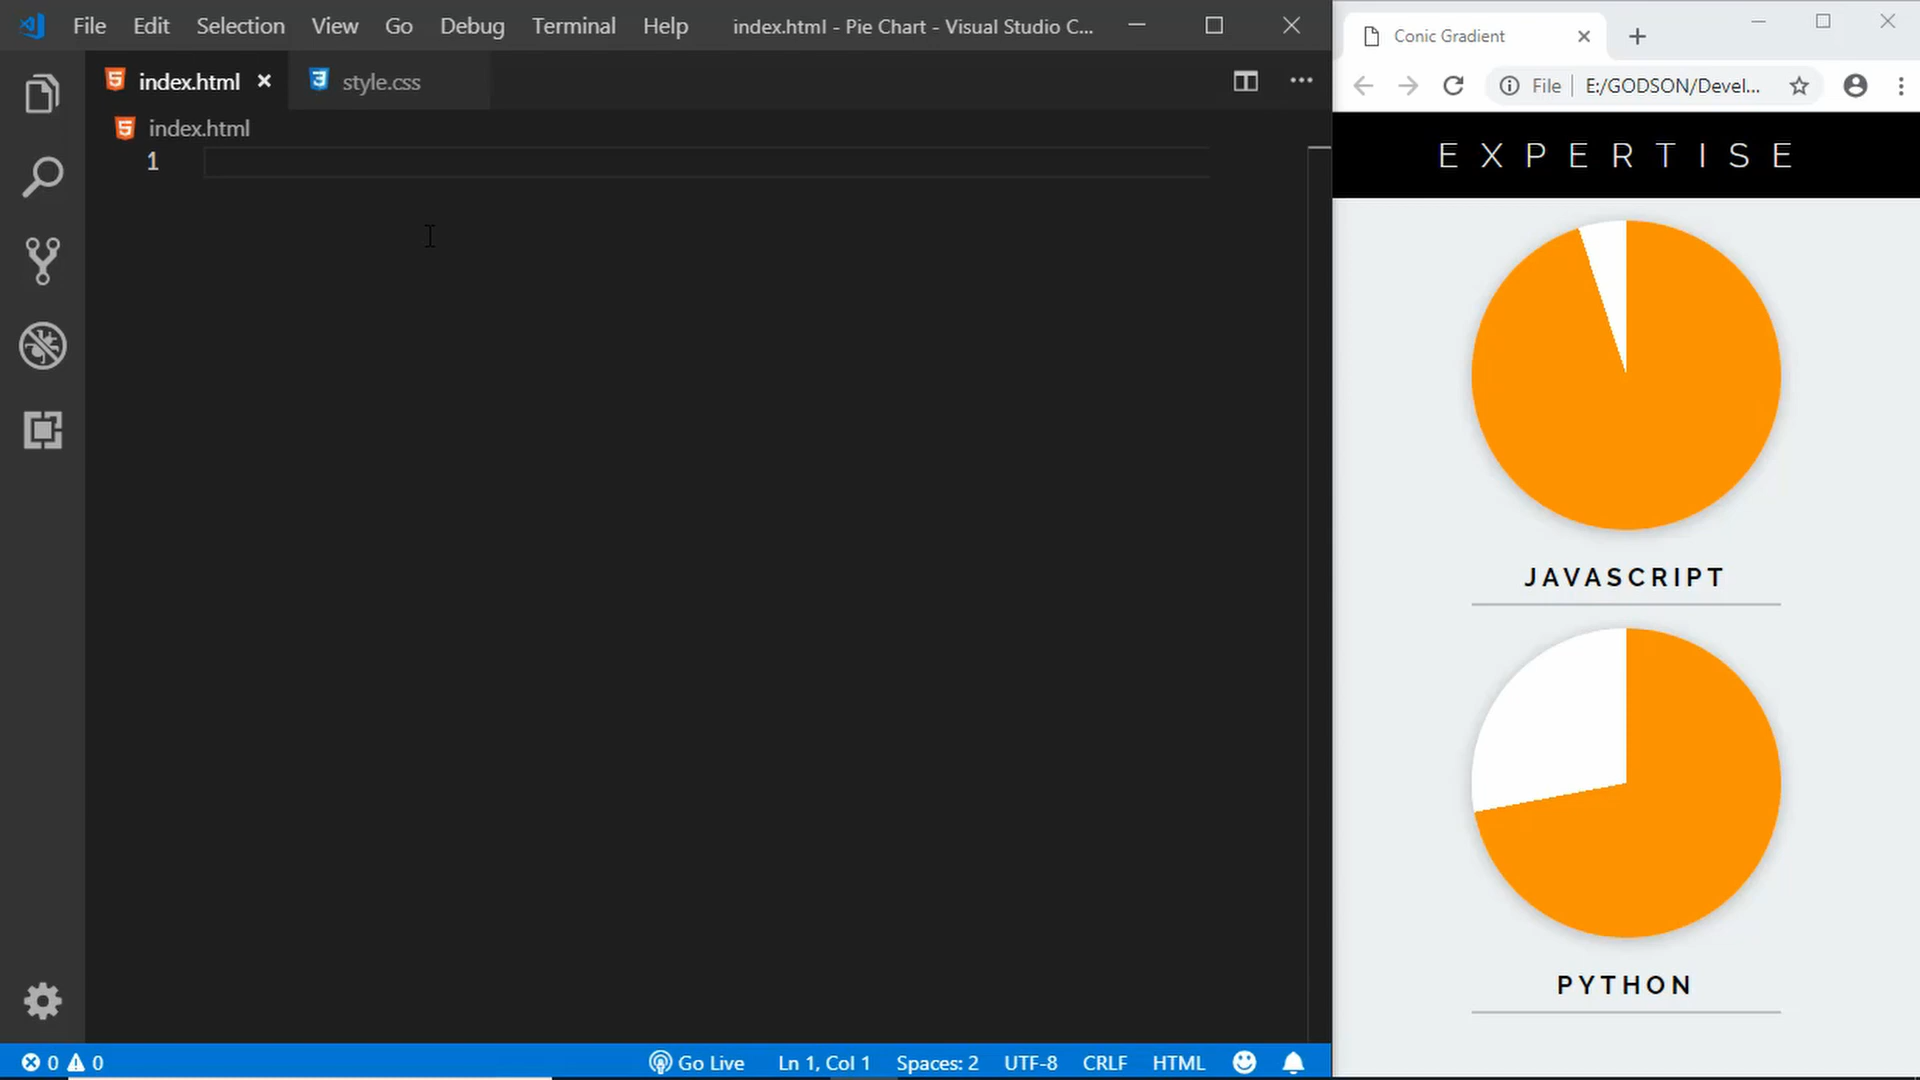 File Edit Selection View Go Debug Terminal Help index.html - Pie Chart - Visual Studio C...
index.html style.css
index.html
1
0 0 Go Live Ln 1, Col 1 Spaces: 2 UTF-8 CRLF HTML
Conic Gradient
File E:/GODSON/Devel...
EXPERTISE
JAVASCRIPT
PYTHON